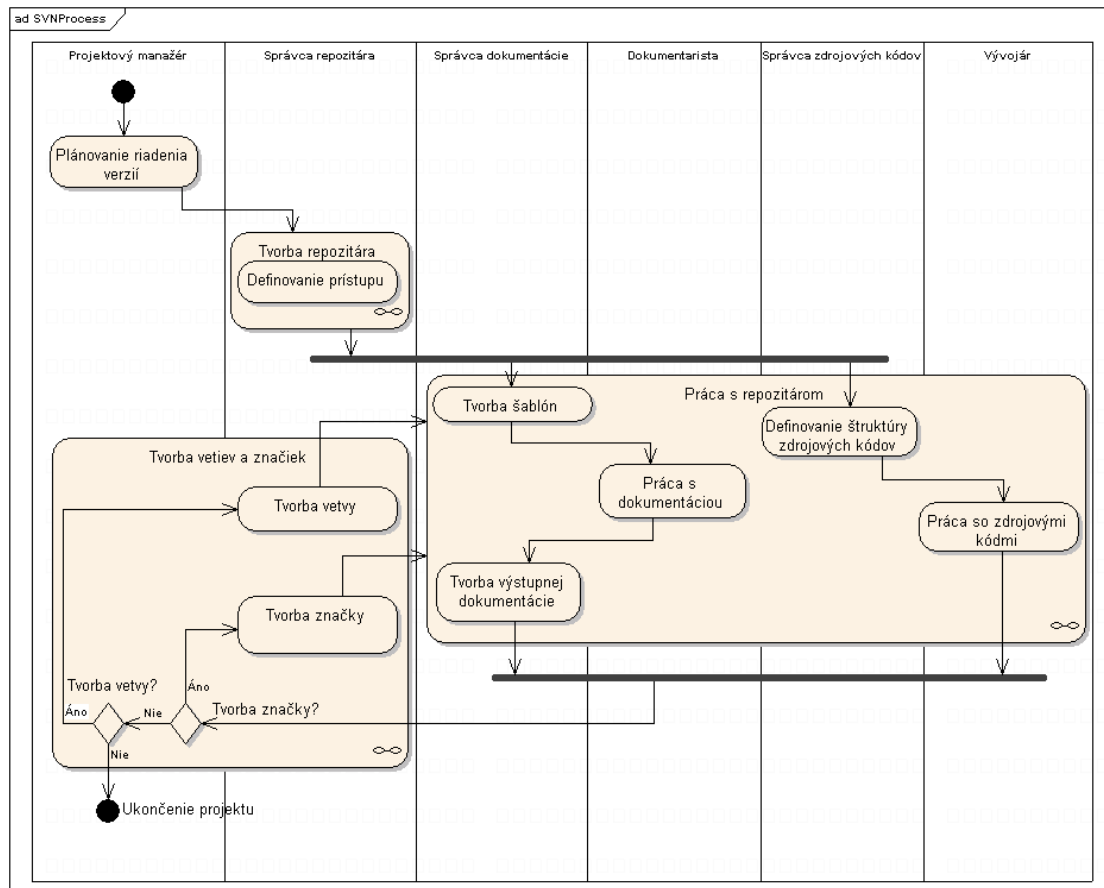 ad SVNProcess
Projektový manažér
Správca repozitára
Správca dokumentácie
Dokumentarista
Správca zdrojových kódov
Vývojár
Plánovanie riadenia
verzií
Tvorba repozitára
Definovanie prístupu
Práca s repozitárom
Tvorba šablón
Definovanie štruktúry
zdrojových kódov
Práca s
dokumentáciou
Práca so zdrojovými
kódmi
Tvorba výstupnej
dokumentácie
Tvorba vetiev a značiek
Tvorba vetvy
Tvorba značky
Tvorba vetvy?
Áno
Nie
Áno
Tvorba značky?
Nie
Ukončenie projektu